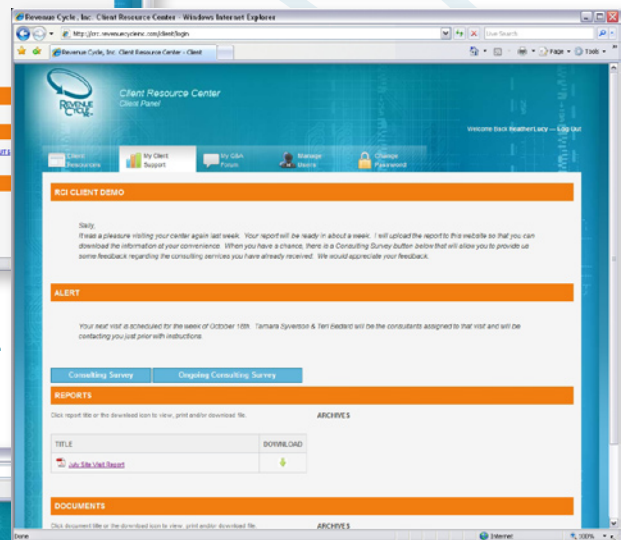 Revenue Cycle, Inc. Client Resource Center - Windows Internet Explorer
http://crc.revenuecycleinc.com/client/login
Live Search
Revenue Cycle, Inc. Client Resource Center - Client
Page
Tools
REVENUE CYCLE
Client Resource Center
Client Panel
Welcome Back Heather Lacy — Log Out
Client Resources
My Client Support
My Q&A Forum
Manage Users
Change Password
RCI CLIENT DEMO
Sally,
It was a pleasure visiting your center again last week. Your report will be ready in about a week. I will upload the report to this website so that you can
download the information at your convenience. When you have a chance, there is a Consulting Survey button below that will allow you to provide us
some feedback regarding the consulting services you have already received. We would appreciate your feedback.
ALERT
Your next visit is scheduled for the week of October 18th. Tamara Syverson & Teri Bedard will be the consultants assigned to that visit and will be
contacting you just prior with instructions.
Consulting Survey
Ongoing Consulting Survey
REPORTS
Click report title or the download icon to view, print and/or download file.
ARCHIVES
TITLE
DOWNLOAD
July Site Visit Report
DOCUMENTS
Click document title or the download icon to view, print and/or download file.
ARCHIVES
Done
Internet
100%